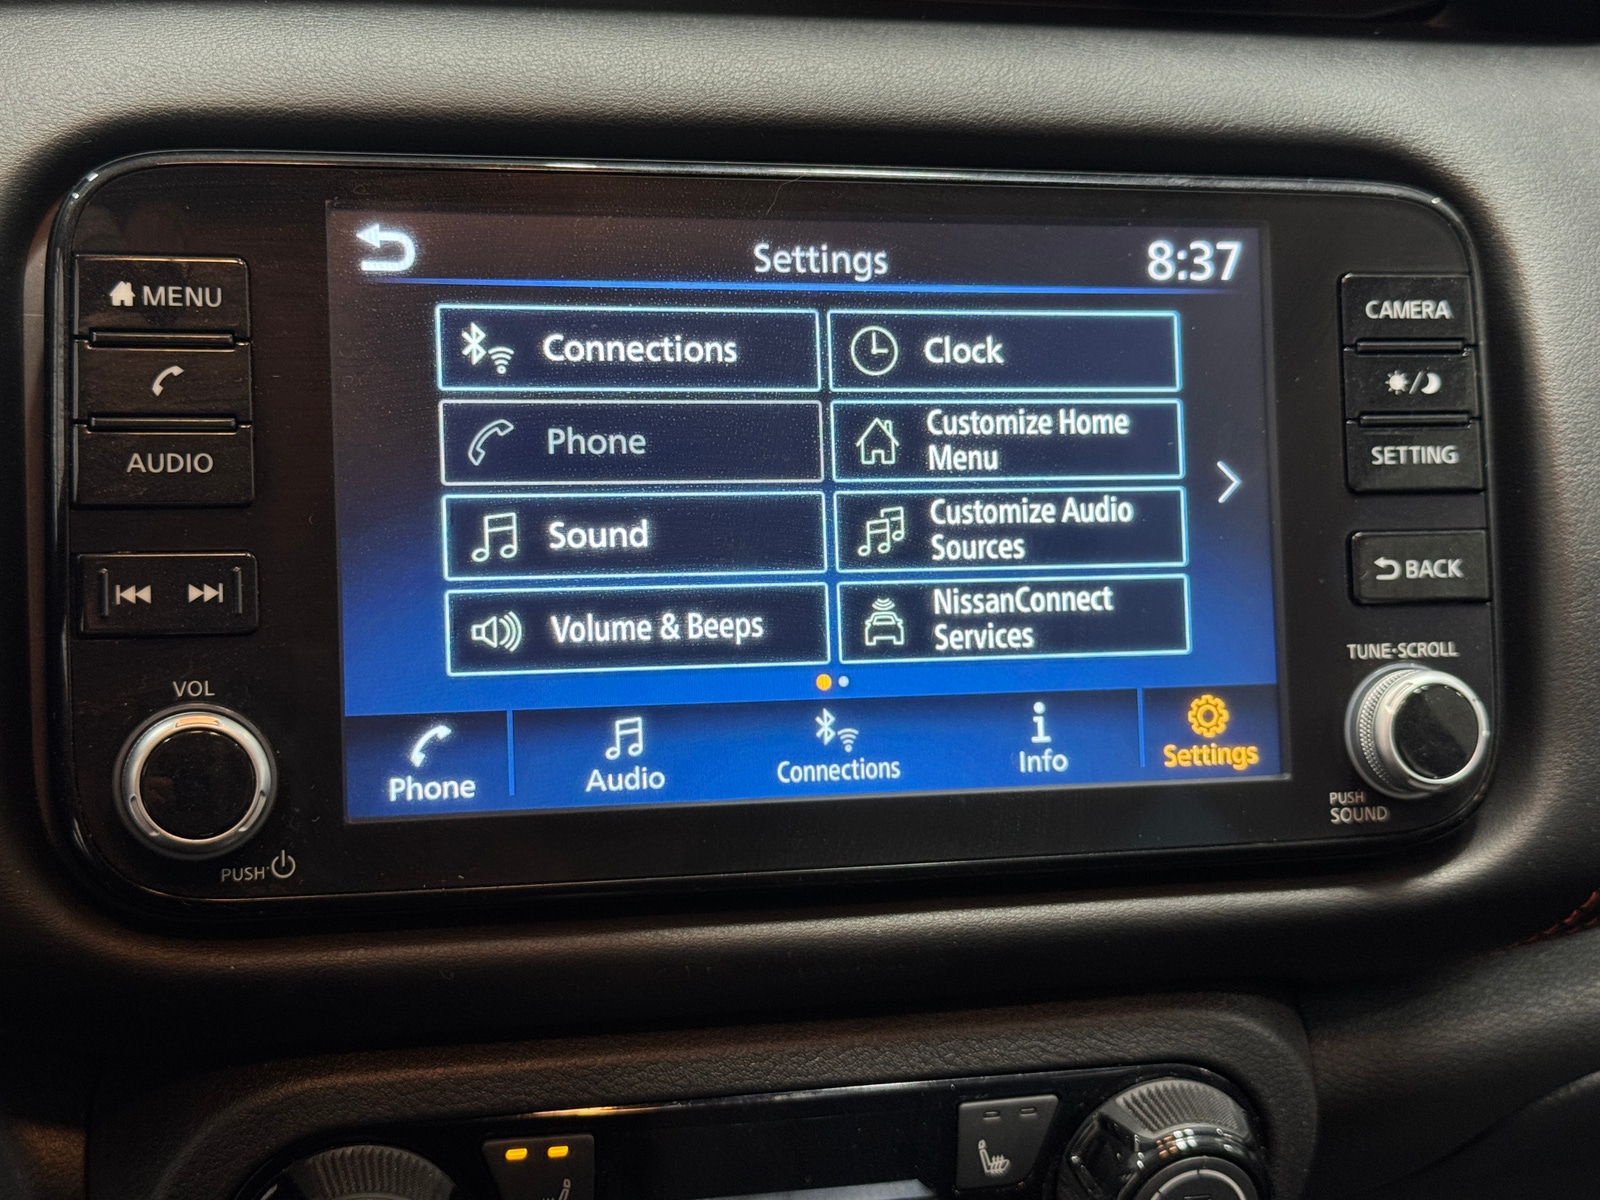 Settings
8:37
MENU
AUDIO
VOL
PUSH
Connections
Clock
Phone
Customize Home
Menu
Sound
Customize Audio
Sources
Volume & Beeps
NissanConnect
Services
Phone
Audio
Connections
Info
Settings
CAMERA
SETTING
BACK
TUNE·SCROLL
PUSH
SOUND